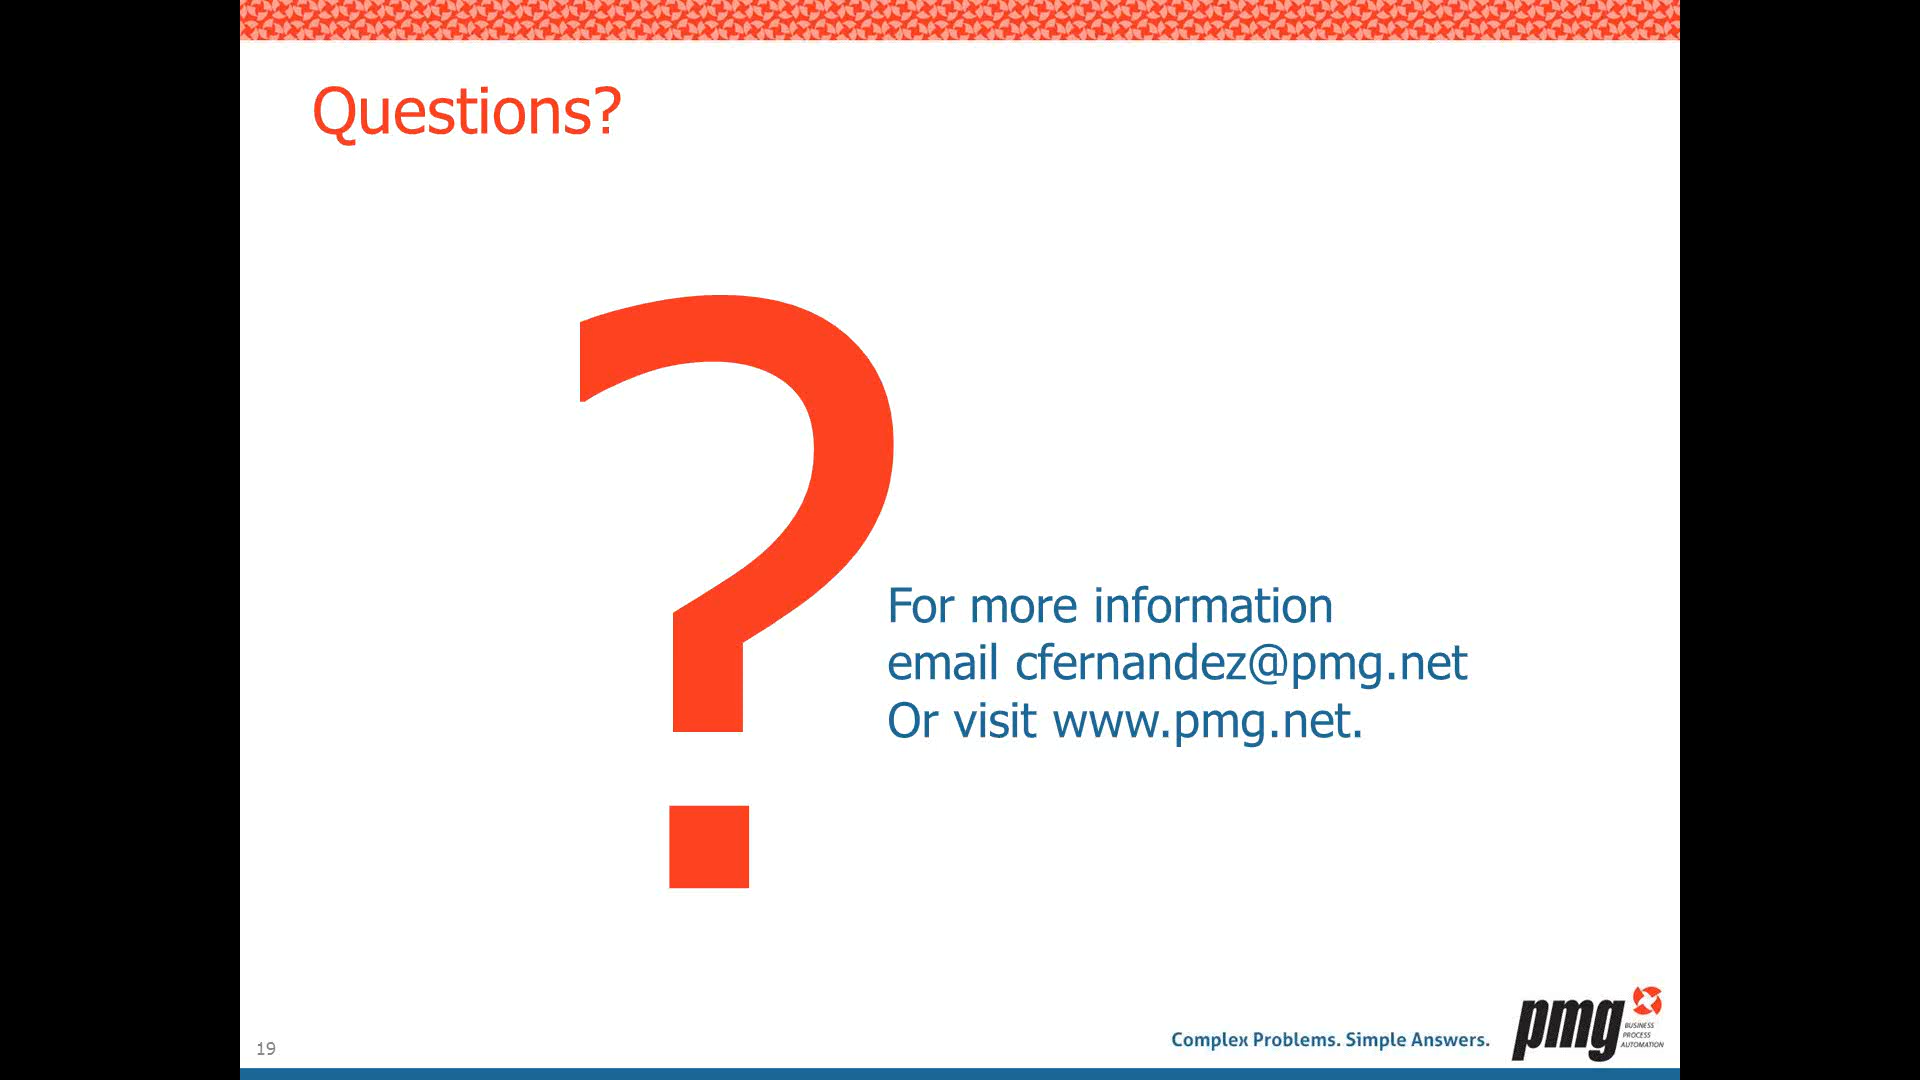 Questions?
?
For more information
email cfernandez@pmg.net
Or visit www.pmg.net.
19
Complex Problems. Simple Answers.
pmg
BUSINESS
PROCESS
AUTOMATION